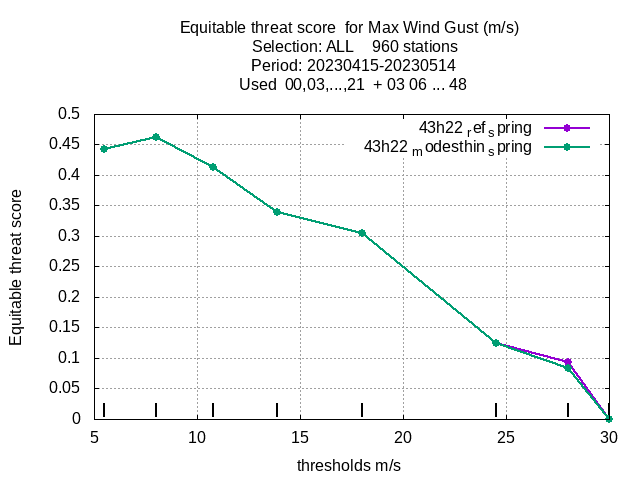 Equitable threat score  for Max Wind Gust (m/s)
Selection: ALL    960 stations
Period: 20230415-20230514
Used  00,03,...,21  + 03 06 ... 48
43h22 ref spring
43h22 modesthin spring
Equitable threat score
0.5
0.45
0.4
0.35
0.3
0.25
0.2
0.15
0.1
0.05
0
5 10 15 20 25 30
thresholds m/s